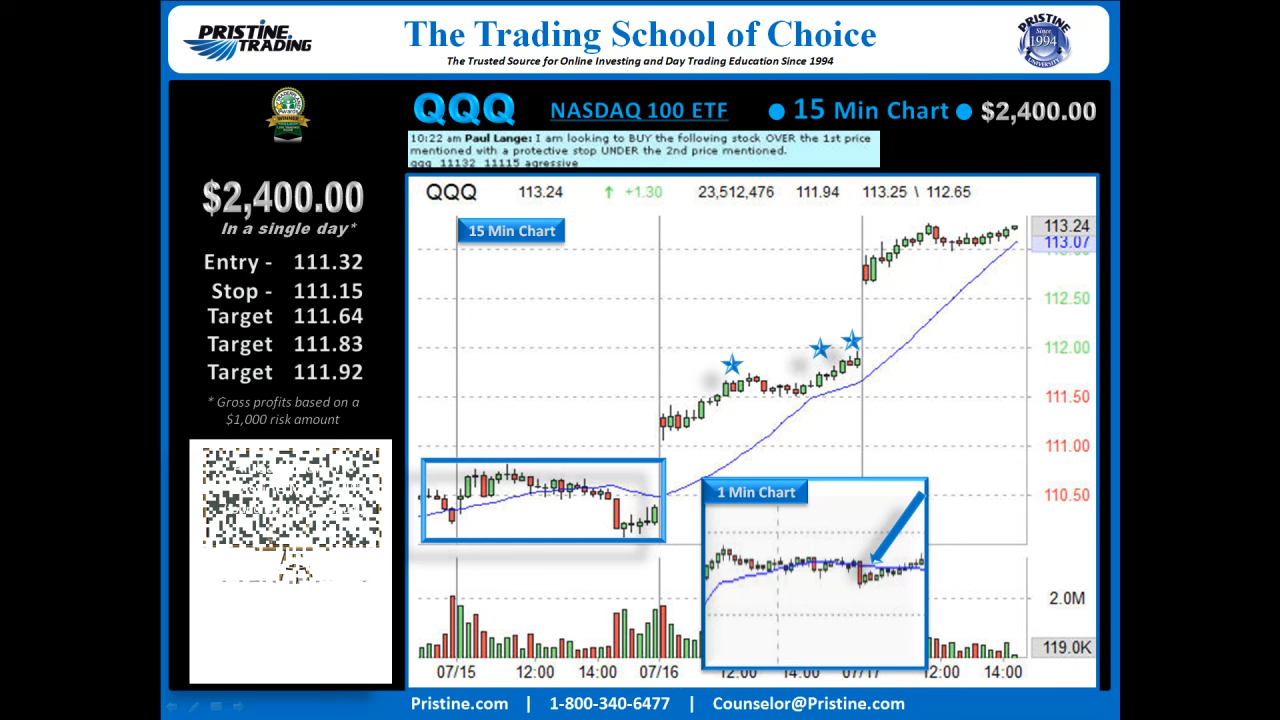 PRISTINE
TRADING
The Trading School of Choice
The Trusted Source for Online Investing and Day Trading Education Since 1994
PRISTINE
Since
1994
UNIVERSITY
WINNER
QQQ NASDAQ 100 ETF ● 15 Min Chart ● $2,400.00
10:22 am Paul Lange: I am looking to BUY the following stock OVER the 1st price
mentioned with a protective stop UNDER the 2nd price mentioned.
qqq 11132 11115 agressive
$2,400.00
In a single day*
Entry - 111.32
Stop - 111.15
Target 111.64
Target 111.83
Target 111.92
* Gross profits based on a
$1,000 risk amount
QQQ 113.24 ↑ +1.30 23,512,476 111.94 113.25 \ 112.65
15 Min Chart
113.24
113.07
112.50
112.00
111.50
111.00
110.50
2.0M
119.0K
1 Min Chart
07/15 12:00 14:00 07/16 12:00 14:00 07/17 12:00 14:00
Pristine.com | 1-800-340-6477 | Counselor@Pristine.com